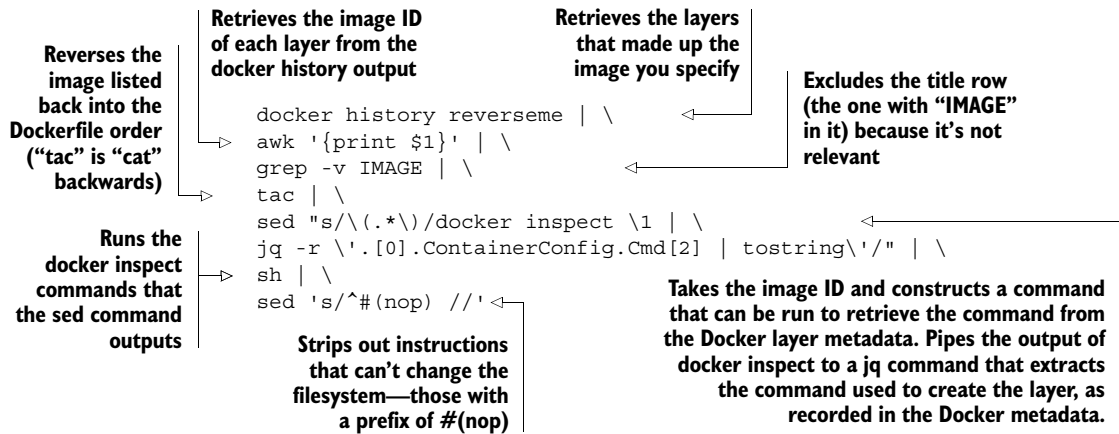 Retrieves the image ID
of each layer from the
docker history output
Retrieves the layers
that made up the
image you specify
Reverses the
image listed
back into the
Dockerfile order
(“tac” is “cat”
backwards)
Excludes the title row
(the one with “IMAGE”
in it) because it’s not
relevant
docker history reverseme | \
awk '{print $1}' | \
grep -v IMAGE | \
tac | \
sed "s/\(.*\)/docker inspect \1 | \
jq -r \'.[0].ContainerConfig.Cmd[2] | tostring\'/" | \
sh | \
sed 's/^#(nop) //'
Runs the
docker inspect
commands that
the sed command
outputs
Strips out instructions
that can’t change the
filesystem—those with
a prefix of #(nop)
Takes the image ID and constructs a command
that can be run to retrieve the command from
the Docker layer metadata. Pipes the output of
docker inspect to a jq command that extracts
the command used to create the layer, as
recorded in the Docker metadata.